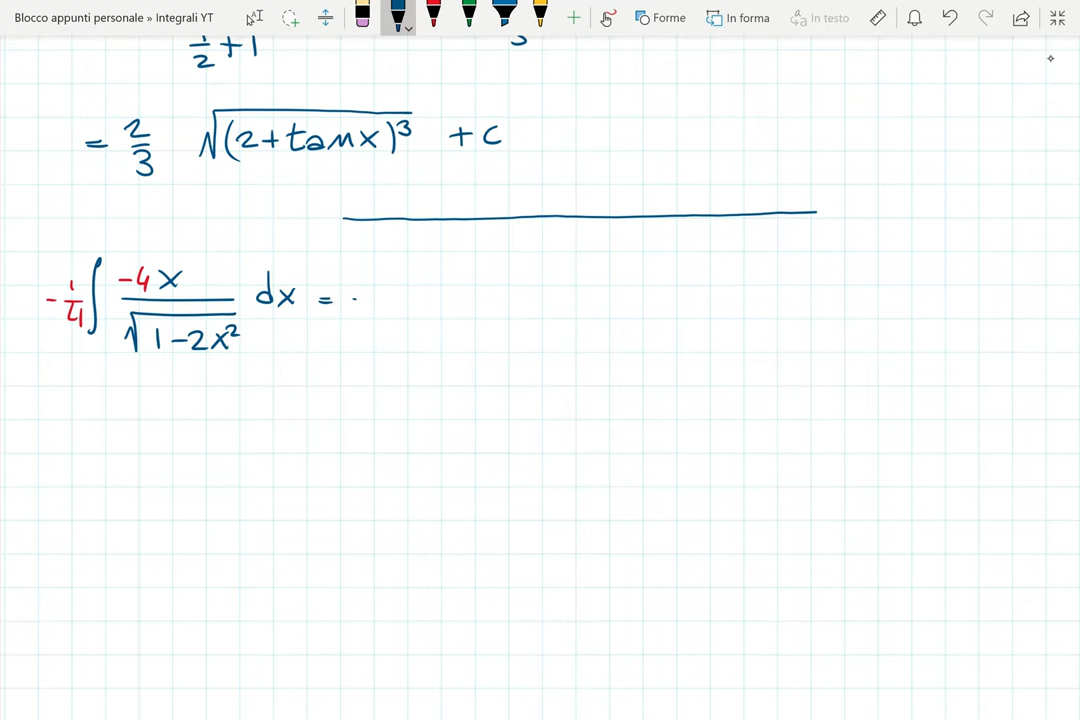 Blocco appunti personale » Integrali YT Forme In forma In testo
1/2 + 1 3
= 2/3 √(2+tanx)³ + c
-1/4 ∫ -4x/√1-2x² dx =